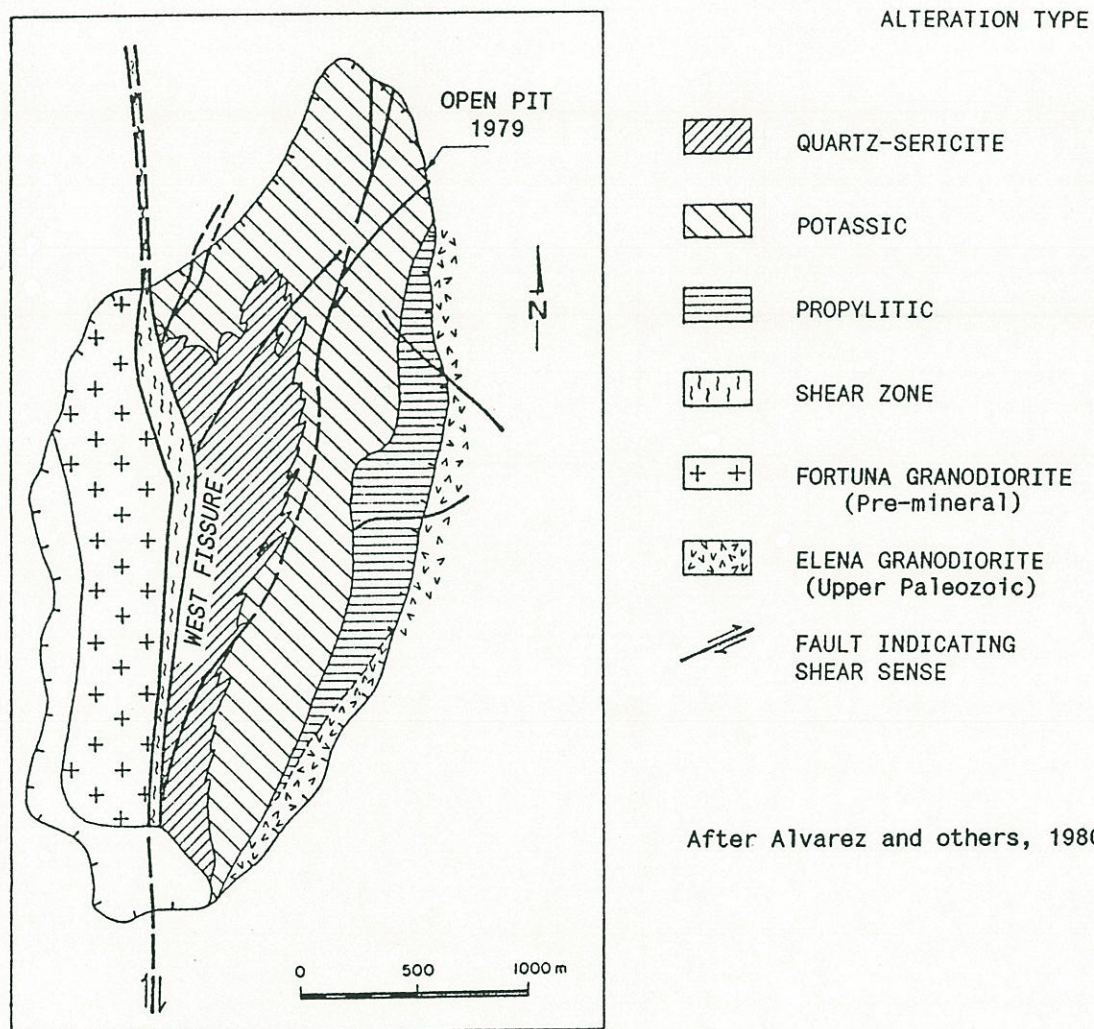 ALTERATION TYPE
OPEN PIT
1979
N
WEST FISSURE
0 500 1000 m
QUARTZ-SERICITE
POTASSIC
PROPYLITIC
SHEAR ZONE
FORTUNA GRANODIORITE
(Pre-mineral)
ELENA GRANODIORITE
(Upper Paleozoic)
FAULT INDICATING
SHEAR SENSE
After Alvarez and others, 1980